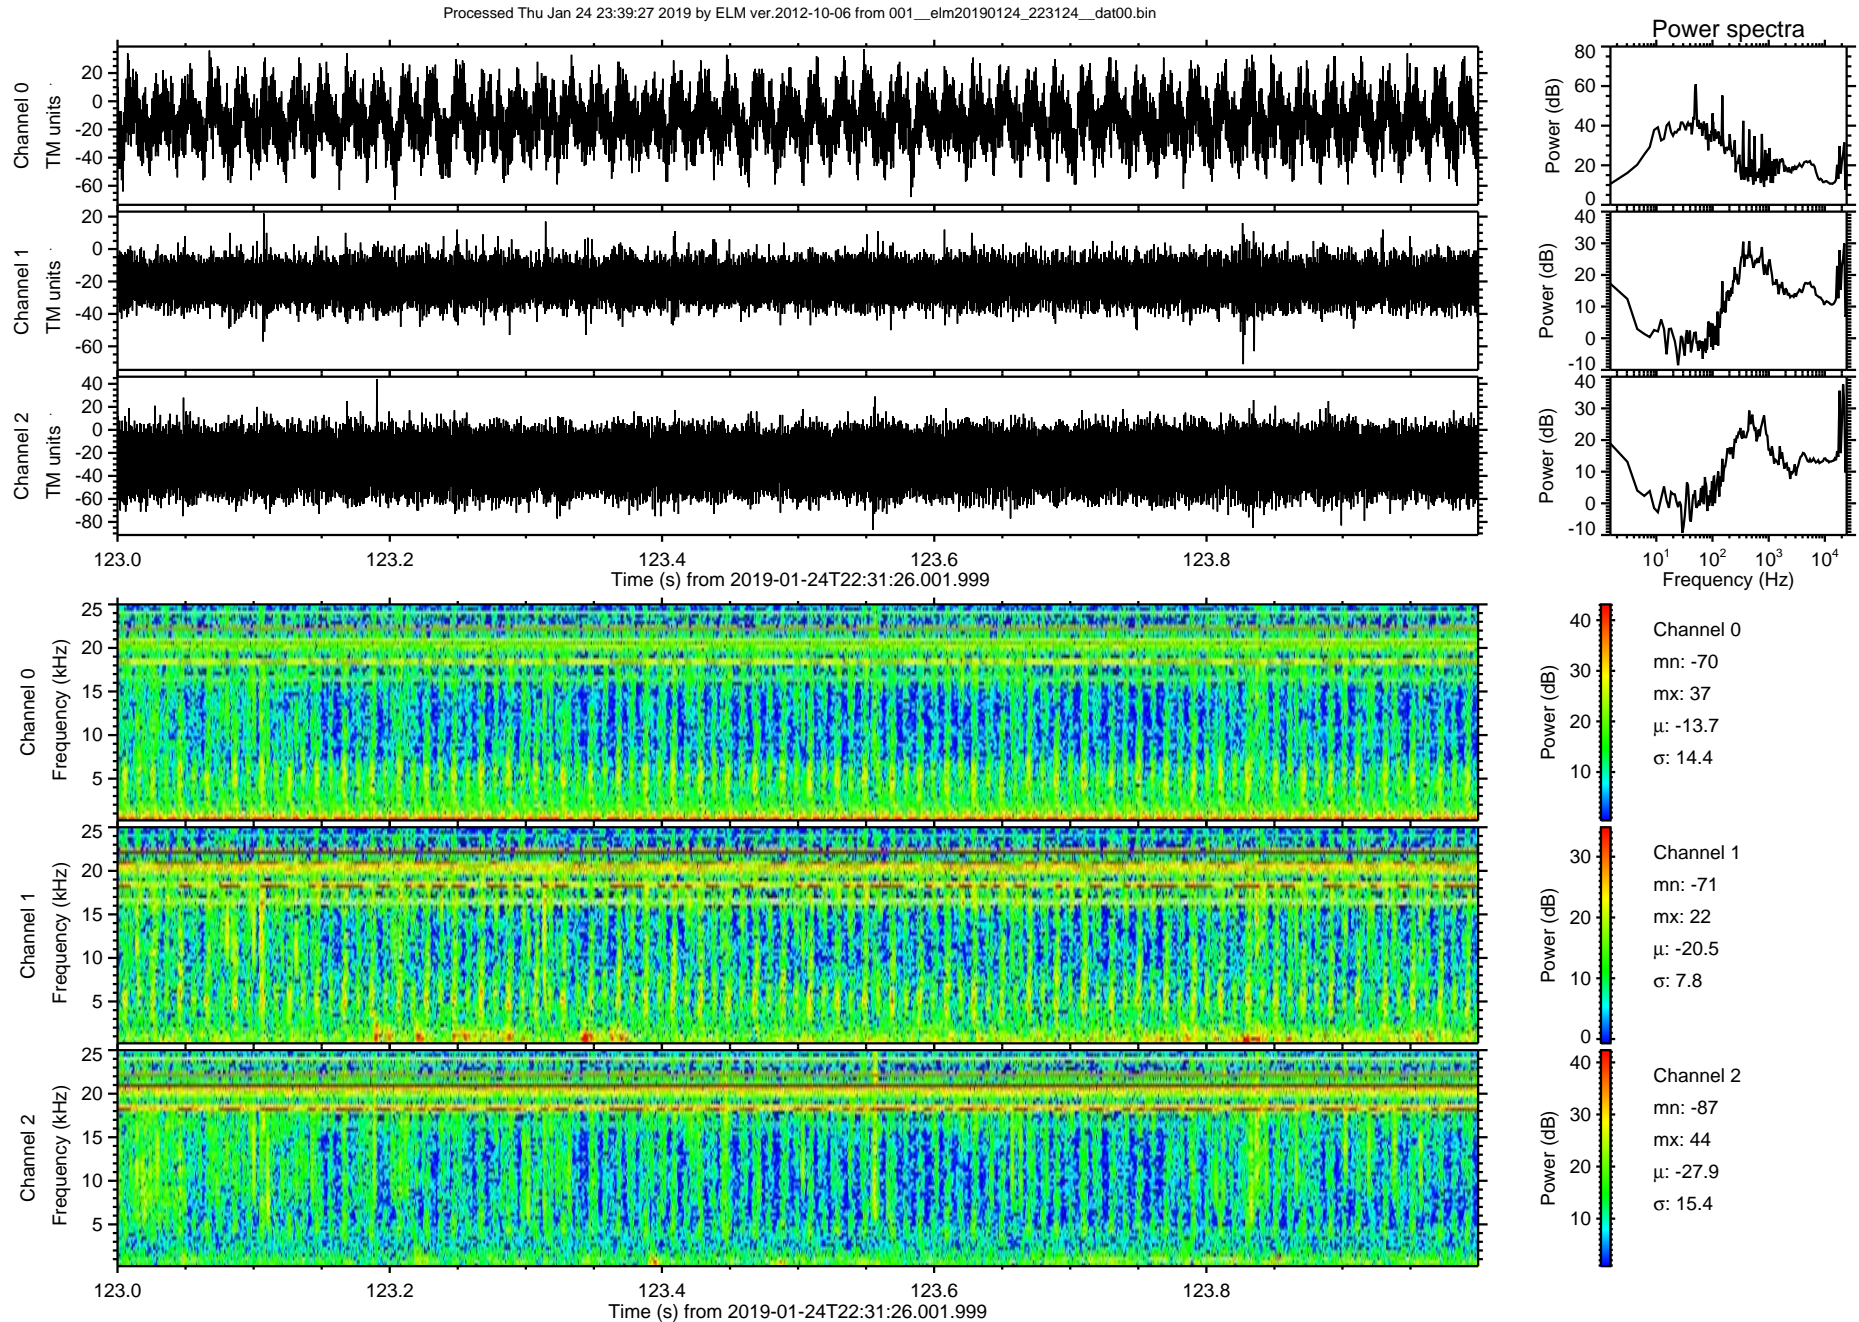 Processed Thu Jan 24 23:39:27 2019 by ELM ver.2012-10-06 from 001__elm20190124_223124__dat00.bin
Power spectra
Channel 0
TM units
20
0
-20
-40
-60
Power (dB)
80
60
40
20
0
Channel 1
TM units
20
0
-20
-40
-60
Power (dB)
40
30
20
10
0
-10
Channel 2
TM units
40
20
0
-20
-40
-60
-80
Power (dB)
40
30
20
10
0
-10
123.0 123.2 123.4 123.6 123.8
Time (s) from 2019-01-24T22:31:26.001.999
10¹ 10² 10³ 10⁴
Frequency (Hz)
Channel 0
Frequency (kHz)
25
20
15
10
5
Power (dB)
40
30
20
10
Channel 0
mn: -70
mx: 37
μ: -13.7
σ: 14.4
Channel 1
Frequency (kHz)
25
20
15
10
5
Power (dB)
30
20
10
0
Channel 1
mn: -71
mx: 22
μ: -20.5
σ: 7.8
Channel 2
Frequency (kHz)
25
20
15
10
5
Power (dB)
40
30
20
10
Channel 2
mn: -87
mx: 44
μ: -27.9
σ: 15.4
123.0 123.2 123.4 123.6 123.8
Time (s) from 2019-01-24T22:31:26.001.999